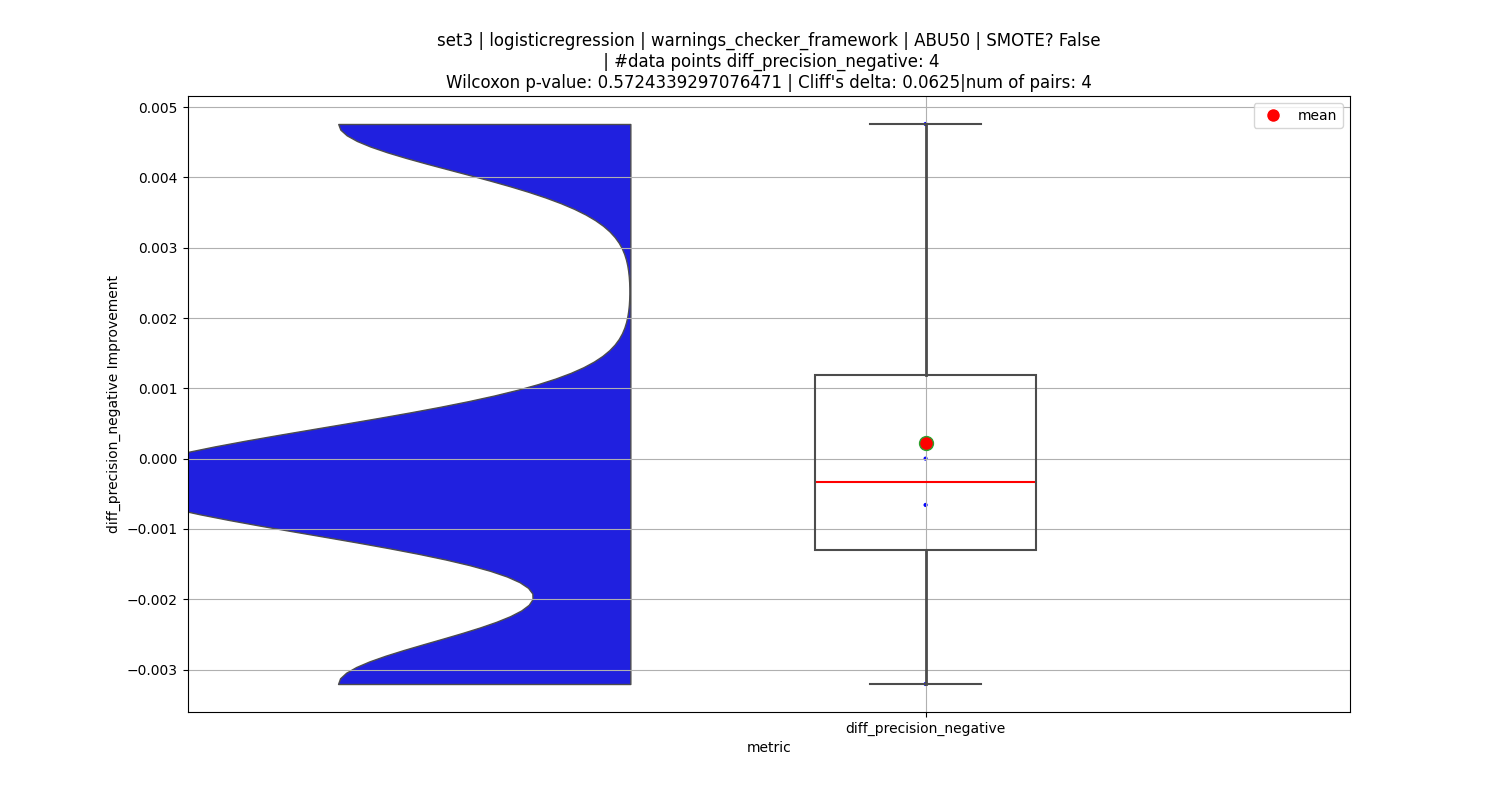 set3 | logisticregression | warnings_checker_framework | ABU50 | SMOTE? False
| #data points diff_precision_negative: 4
Wilcoxon p-value: 0.5724339297076471 | Cliff's delta: 0.0625|num of pairs: 4
mean
0.005
0.004
0.003
0.002
0.001
0.000
−0.001
−0.002
−0.003
diff_precision_negative Improvement
diff_precision_negative
metric